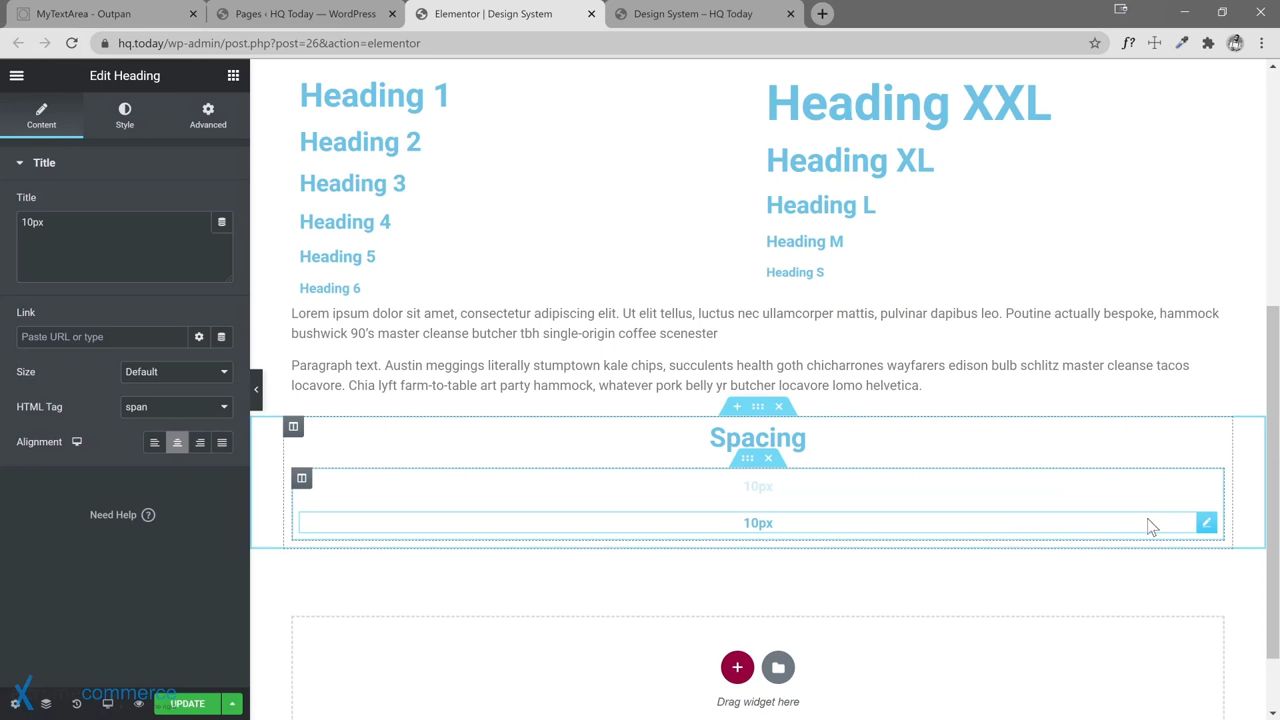 MyTextArea - Outpan
Pages ‹ HQ Today — WordPress
Elementor | Design System
Design System – HQ Today
hq.today/wp-admin/post.php?post=26&action=elementor
f?
Edit Heading
Content
Style
Advanced
Title
Title
10px
Link
Paste URL or type
Size
Default
HTML Tag
span
Alignment
Need Help
commerce
UPDATE
Heading 1
Heading 2
Heading 3
Heading 4
Heading 5
Heading 6
Heading XXL
Heading XL
Heading L
Heading M
Heading S
Lorem ipsum dolor sit amet, consectetur adipiscing elit. Ut elit tellus, luctus nec ullamcorper mattis, pulvinar dapibus leo. Poutine actually bespoke, hammock
bushwick 90’s master cleanse butcher tbh single-origin coffee scenester
Paragraph text. Austin meggings literally stumptown kale chips, succulents health goth chicharrones wayfarers edison bulb schlitz master cleanse tacos
locavore. Chia lyft farm-to-table art party hammock, whatever pork belly yr butcher locavore lomo helvetica.
Spacing
10px
10px
Drag widget here